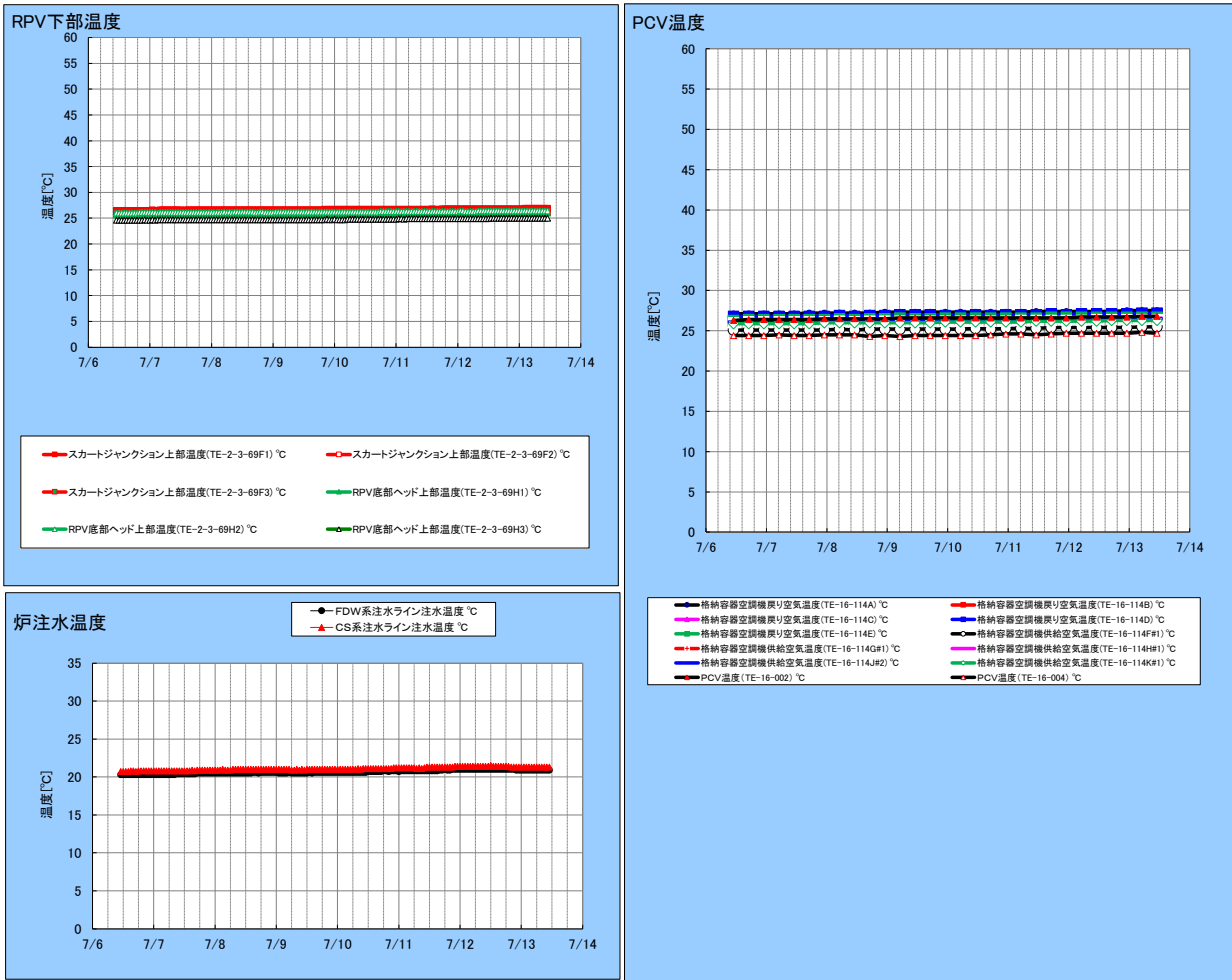 RPV下部温度
60
55
50
45
40
35
30
25
20
15
10
5
0
温度[℃]
7/6 7/7 7/8 7/9 7/10 7/11 7/12 7/13 7/14
スカートジャンクション上部温度(TE-2-3-69F1) ℃ スカートジャンクション上部温度(TE-2-3-69F2) ℃
スカートジャンクション上部温度(TE-2-3-69F3) ℃ RPV底部ヘッド上部温度(TE-2-3-69H1) ℃
RPV底部ヘッド上部温度(TE-2-3-69H2) ℃ RPV底部ヘッド上部温度(TE-2-3-69H3) ℃
炉注水温度
FDW系注水ライン注水温度 ℃
CS系注水ライン注水温度 ℃
35
30
25
20
15
10
5
0
温度[℃]
7/6 7/7 7/8 7/9 7/10 7/11 7/12 7/13 7/14
PCV温度
60
55
50
45
40
35
30
25
20
15
10
5
0
温度[℃]
7/6 7/7 7/8 7/9 7/10 7/11 7/12 7/13 7/14
格納容器空調機戻り空気温度(TE-16-114A) ℃ 格納容器空調機戻り空気温度(TE-16-114B) ℃
格納容器空調機戻り空気温度(TE-16-114C) ℃ 格納容器空調機戻り空気温度(TE-16-114D) ℃
格納容器空調機戻り空気温度(TE-16-114E) ℃ 格納容器空調機供給空気温度(TE-16-114F#1) ℃
格納容器空調機供給空気温度(TE-16-114G#1) ℃ 格納容器空調機供給空気温度(TE-16-114H#1) ℃
格納容器空調機供給空気温度(TE-16-114J#2) ℃ 格納容器空調機供給空気温度(TE-16-114K#1) ℃
PCV温度(TE-16-002) ℃ PCV温度(TE-16-004) ℃